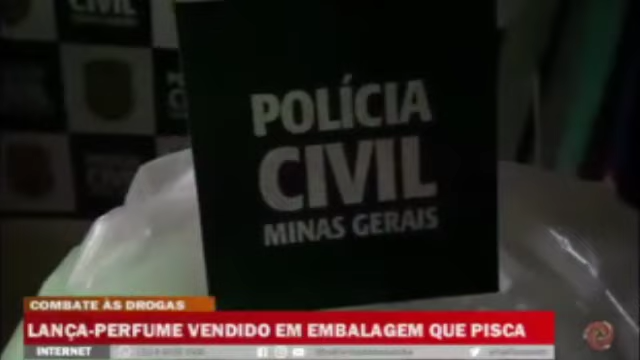 POLÍCIA
CIVIL
MINAS GERAIS
COMBATE ÀS DROGAS
LANÇA-PERFUME VENDIDO EM EMBALAGEM QUE PISCA
INTERNET